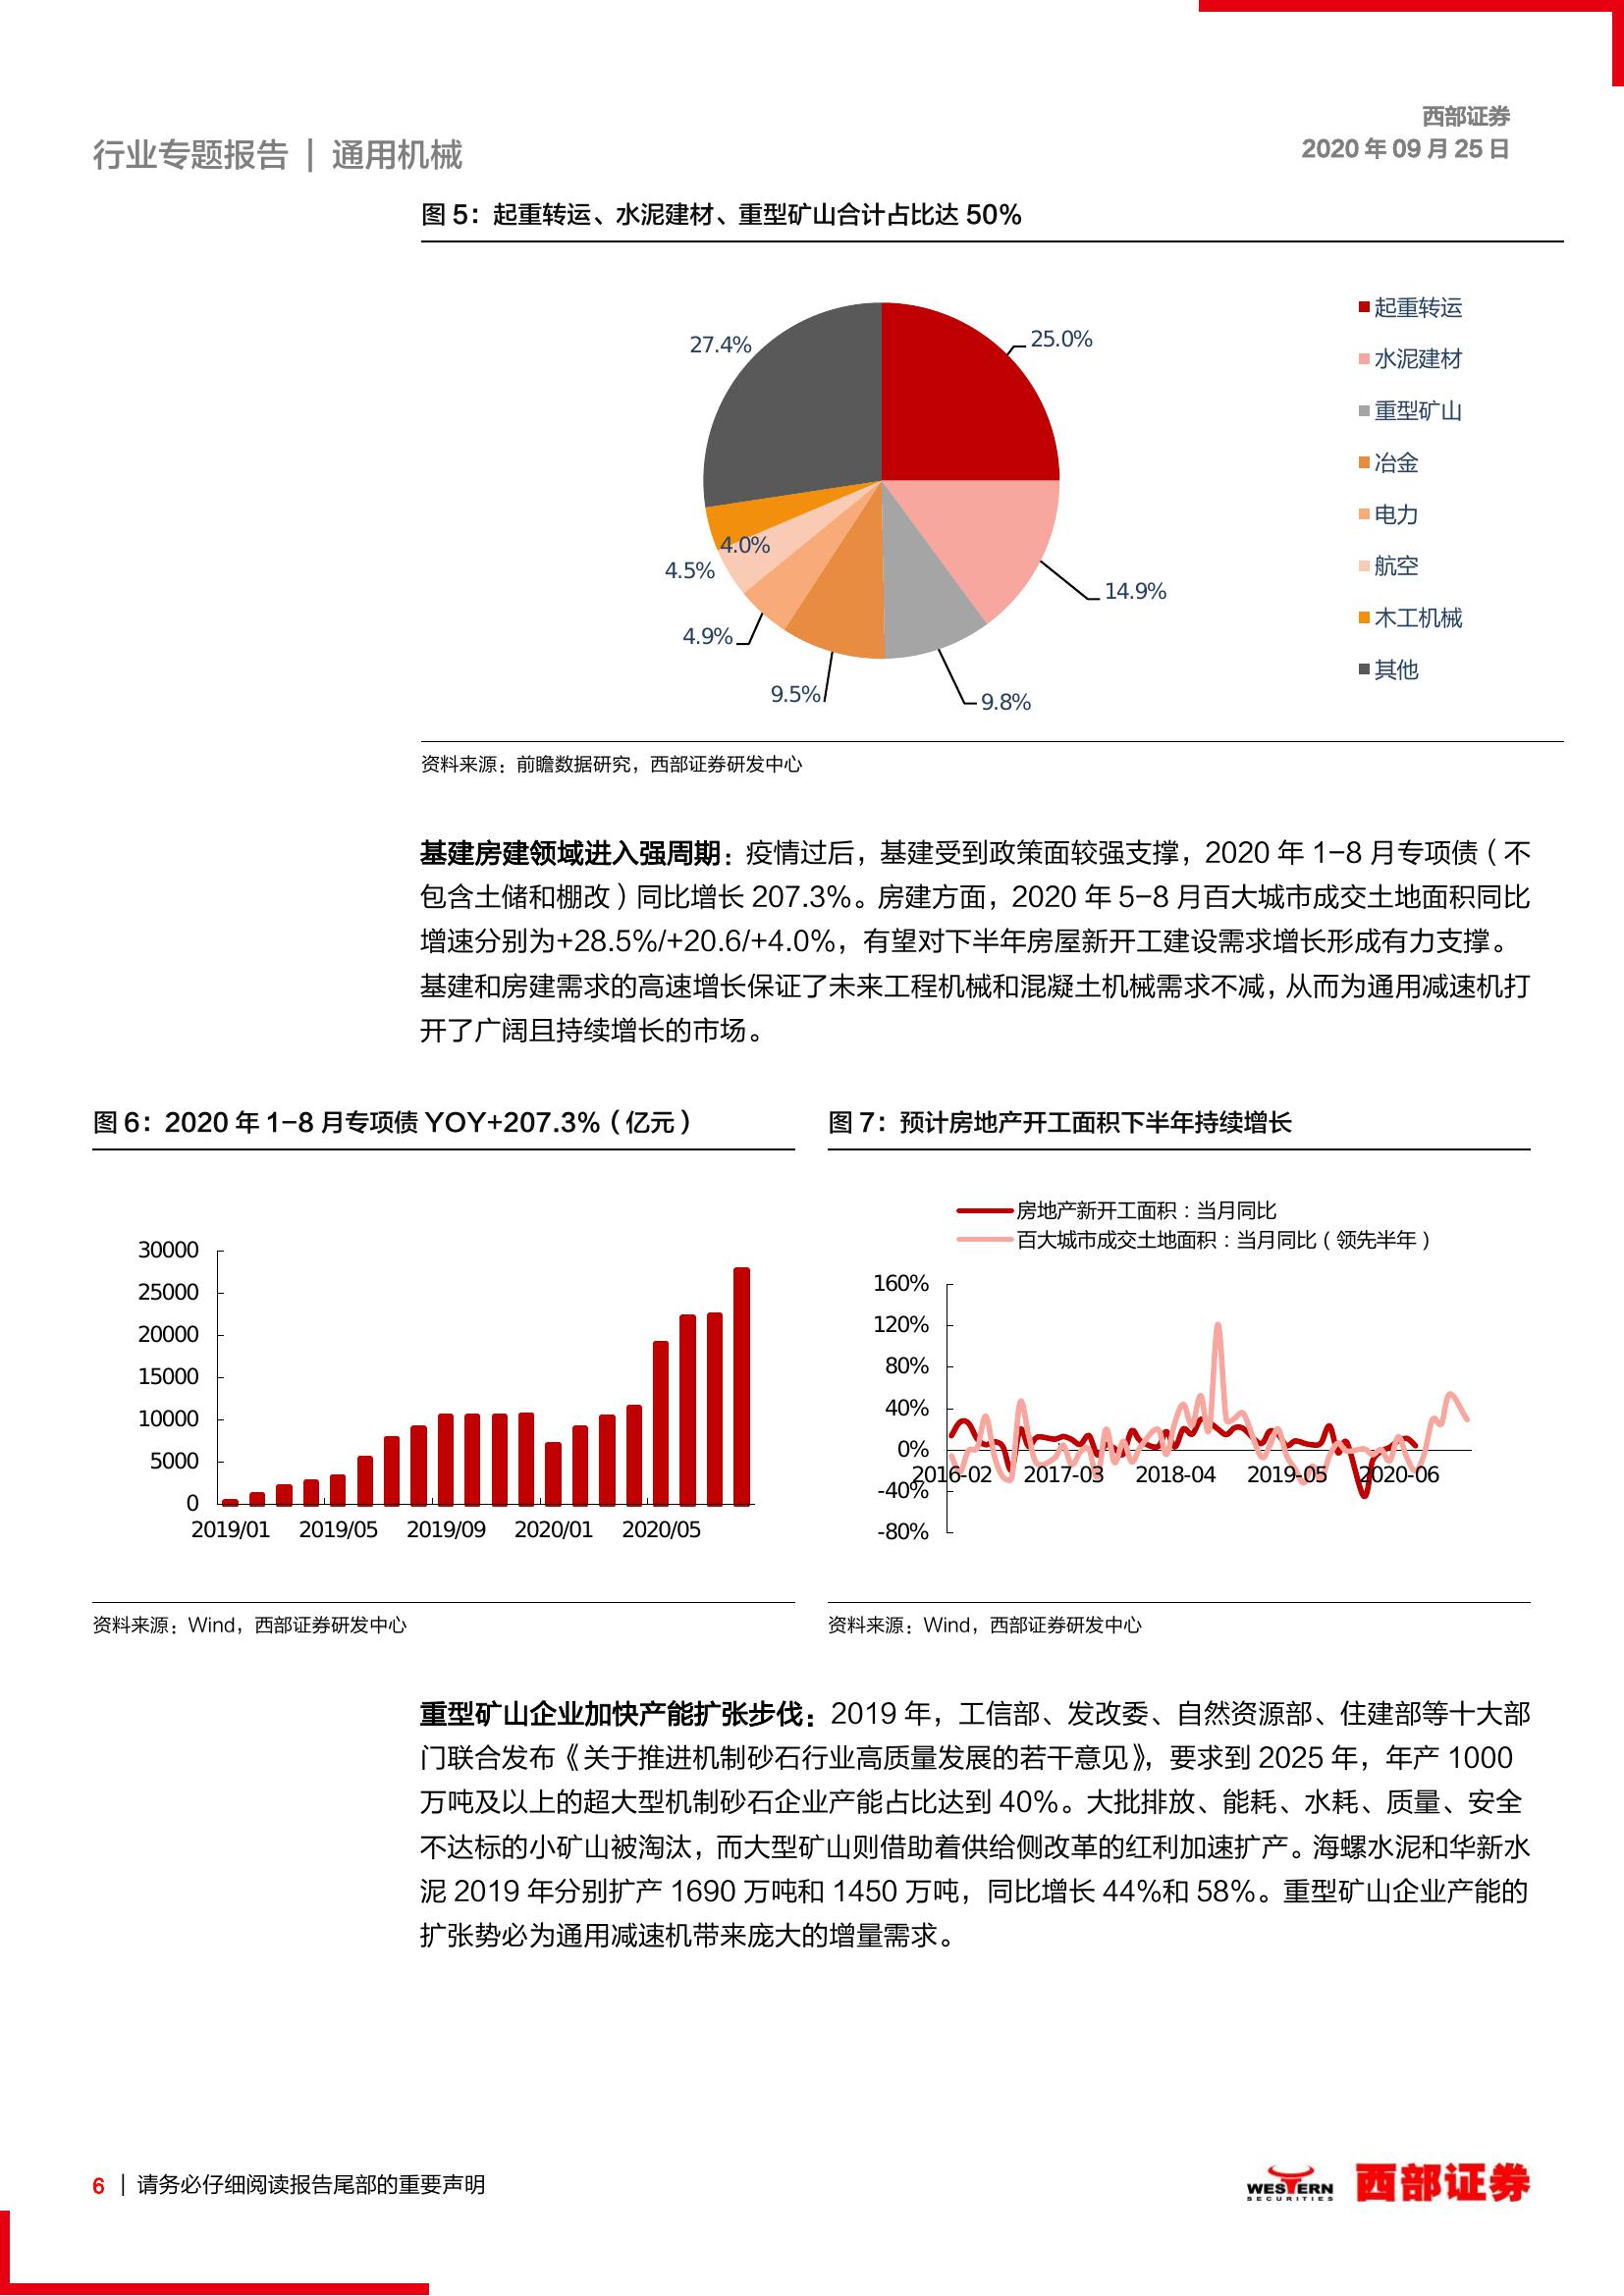 西部证券
行业专题报告 | 通用机械
2020 年 09 月 25 日
图 5：起重转运、水泥建材、重型矿山合计占比达 50%
25.0%
14.9%
9.8%
9.5%
4.9%
4.5%
4.0%
27.4%
起重转运
水泥建材
重型矿山
冶金
电力
航空
木工机械
其他
资料来源：前瞻数据研究，西部证券研发中心
基建房建领域进入强周期：疫情过后，基建受到政策面较强支撑，2020 年 1-8 月专项债（不
包含土储和棚改）同比增长 207.3%。房建方面，2020 年 5-8 月百大城市成交土地面积同比
增速分别为+28.5%/+20.6/+4.0%，有望对下半年房屋新开工建设需求增长形成有力支撑。
基建和房建需求的高速增长保证了未来工程机械和混凝土机械需求不减，从而为通用减速机打
开了广阔且持续增长的市场。
图 6：2020 年 1-8 月专项债 YOY+207.3%（亿元）
30000
25000
20000
15000
10000
5000
0
2019/01 2019/05 2019/09 2020/01 2020/05
资料来源：Wind，西部证券研发中心
图 7：预计房地产开工面积下半年持续增长
房地产新开工面积：当月同比
百大城市成交土地面积：当月同比（领先半年）
160%
120%
80%
40%
0%
-40%
-80%
2016-02 2017-03 2018-04 2019-05 2020-06
资料来源：Wind，西部证券研发中心
重型矿山企业加快产能扩张步伐：2019 年，工信部、发改委、自然资源部、住建部等十大部
门联合发布《关于推进机制砂石行业高质量发展的若干意见》，要求到 2025 年，年产 1000
万吨及以上的超大型机制砂石企业产能占比达到 40%。大批排放、能耗、水耗、质量、安全
不达标的小矿山被淘汰，而大型矿山则借助着供给侧改革的红利加速扩产。海螺水泥和华新水
泥 2019 年分别扩产 1690 万吨和 1450 万吨，同比增长 44%和 58%。重型矿山企业产能的
扩张势必为通用减速机带来庞大的增量需求。
6 | 请务必仔细阅读报告尾部的重要声明
WESTERN
SECURITIES
西部证券